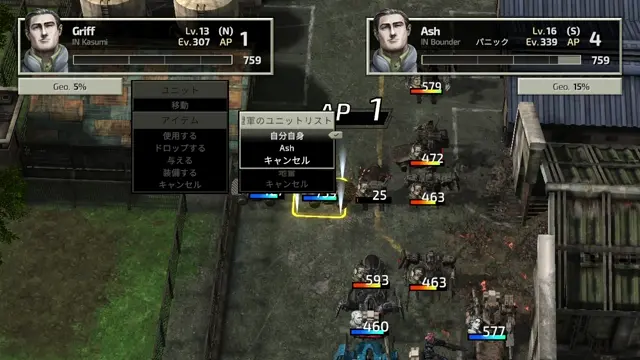 Griff
Lv.13 (N)
IN Kasumi
Ev.307 AP 1
759
Geo. 5%
Ash
Lv.16 (S)
IN Bounder パニック
Ev.339 AP 4
759
Geo. 15%
ユニット
移動
アイテム
使用する
ドロップする
与える
装備する
キャンセル
軍のユニットリスト
自分自身
Ash
キャンセル
キャンセル
AP 1
579
472
463
25
593
463
460
577